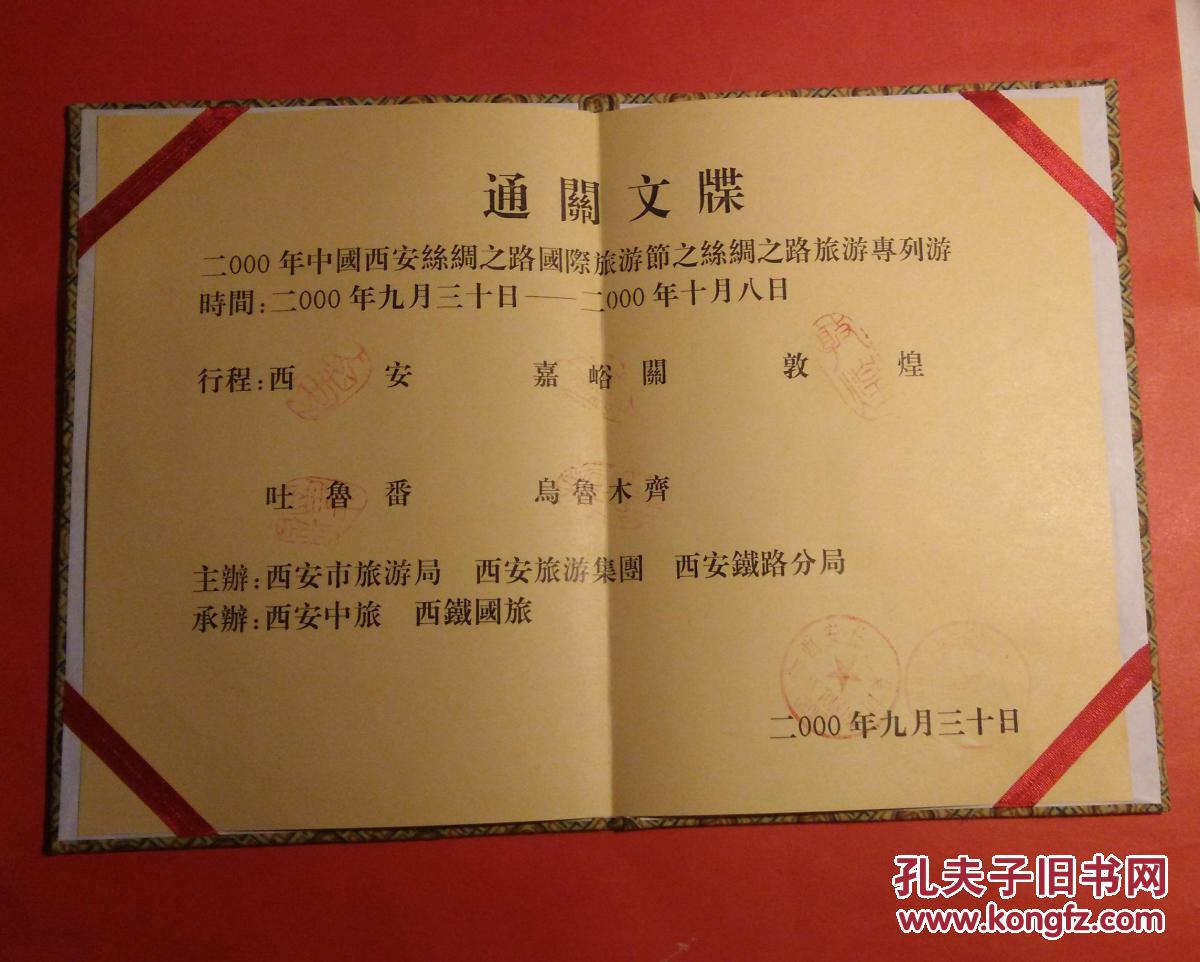 通關文牒
二000年中國西安絲綢之路國際旅游節之絲綢之路旅游專列游
時間:二000年九月三十日——二000年十月八日
行程:西安 嘉峪關 敦煌
吐魯番 烏魯木齊
主辦:西安市旅游局 西安旅游集團 西安鐵路分局
承辦:西安中旅 西鐵國旅
二000年九月三十日
孔夫子旧书网
www.kongfz.com